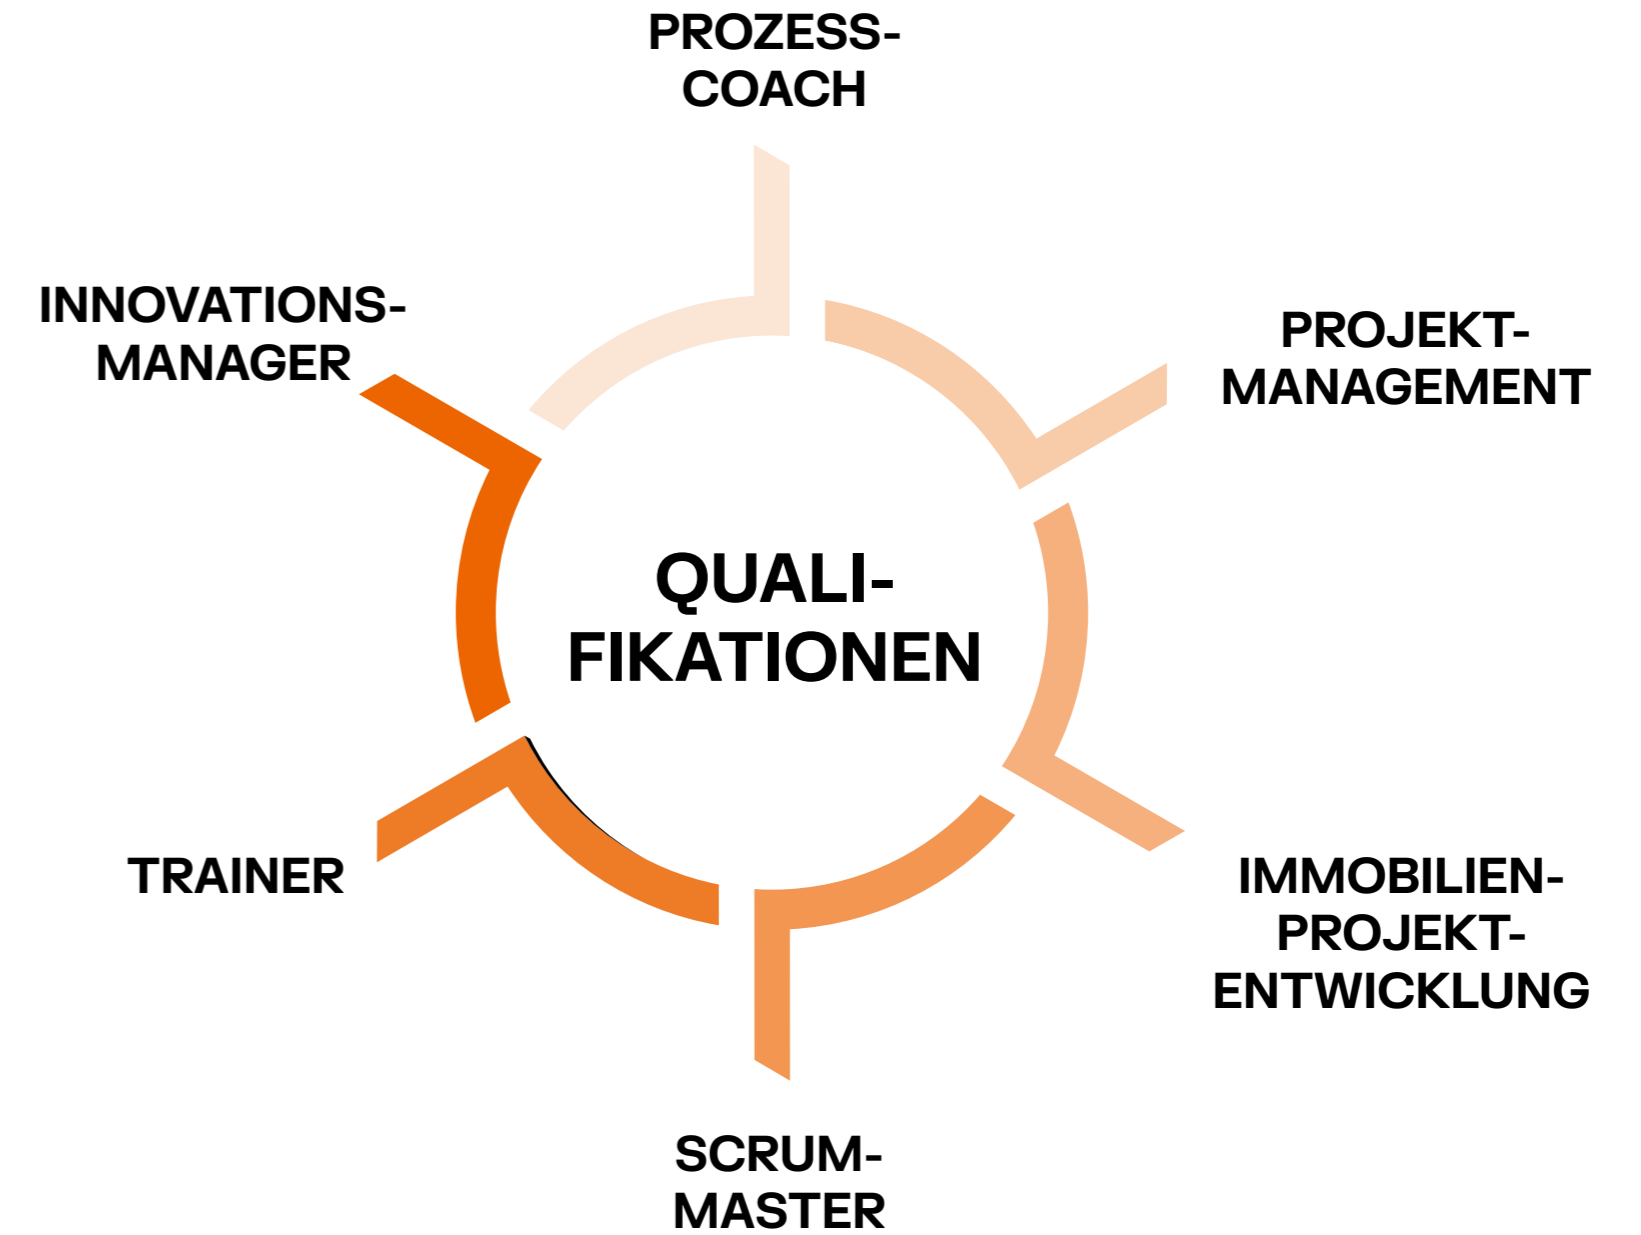 PROZESS-
COACH
INNOVATIONS-
MANAGER
PROJEKT-
MANAGEMENT
QUALI-
FIKATIONEN
TRAINER
IMMOBILIEN-
PROJEKT-
ENTWICKLUNG
SCRUM-
MASTER